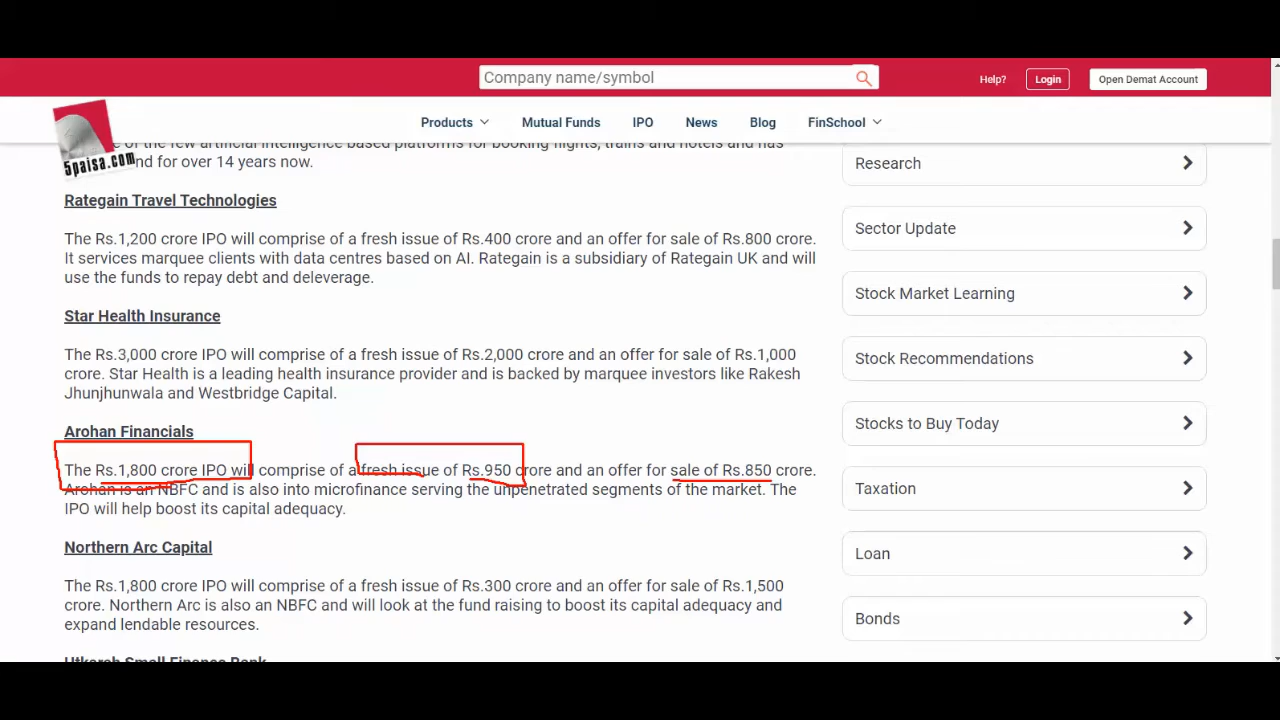 Company name/symbol
Help?
Login
Open Demat Account
5paisa.com
Products
Mutual Funds
IPO
News
Blog
FinSchool
of the few artificial intelligence based platforms for booking flights, trains and hotels and has
nd for over 14 years now.
Rategain Travel Technologies
The Rs.1,200 crore IPO will comprise of a fresh issue of Rs.400 crore and an offer for sale of Rs.800 crore.
It services marquee clients with data centres based on AI. Rategain is a subsidiary of Rategain UK and will
use the funds to repay debt and deleverage.
Star Health Insurance
The Rs.3,000 crore IPO will comprise of a fresh issue of Rs.2,000 crore and an offer for sale of Rs.1,000
crore. Star Health is a leading health insurance provider and is backed by marquee investors like Rakesh
Jhunjhunwala and Westbridge Capital.
Arohan Financials
The Rs.1,800 crore IPO will comprise of a fresh issue of Rs.950 crore and an offer for sale of Rs.850 crore.
Arohan is an NBFC and is also into microfinance serving the unpenetrated segments of the market. The
IPO will help boost its capital adequacy.
Northern Arc Capital
The Rs.1,800 crore IPO will comprise of a fresh issue of Rs.300 crore and an offer for sale of Rs.1,500
crore. Northern Arc is also an NBFC and will look at the fund raising to boost its capital adequacy and
expand lendable resources.
Utkarsh Small Finance Bank
Research
Sector Update
Stock Market Learning
Stock Recommendations
Stocks to Buy Today
Taxation
Loan
Bonds